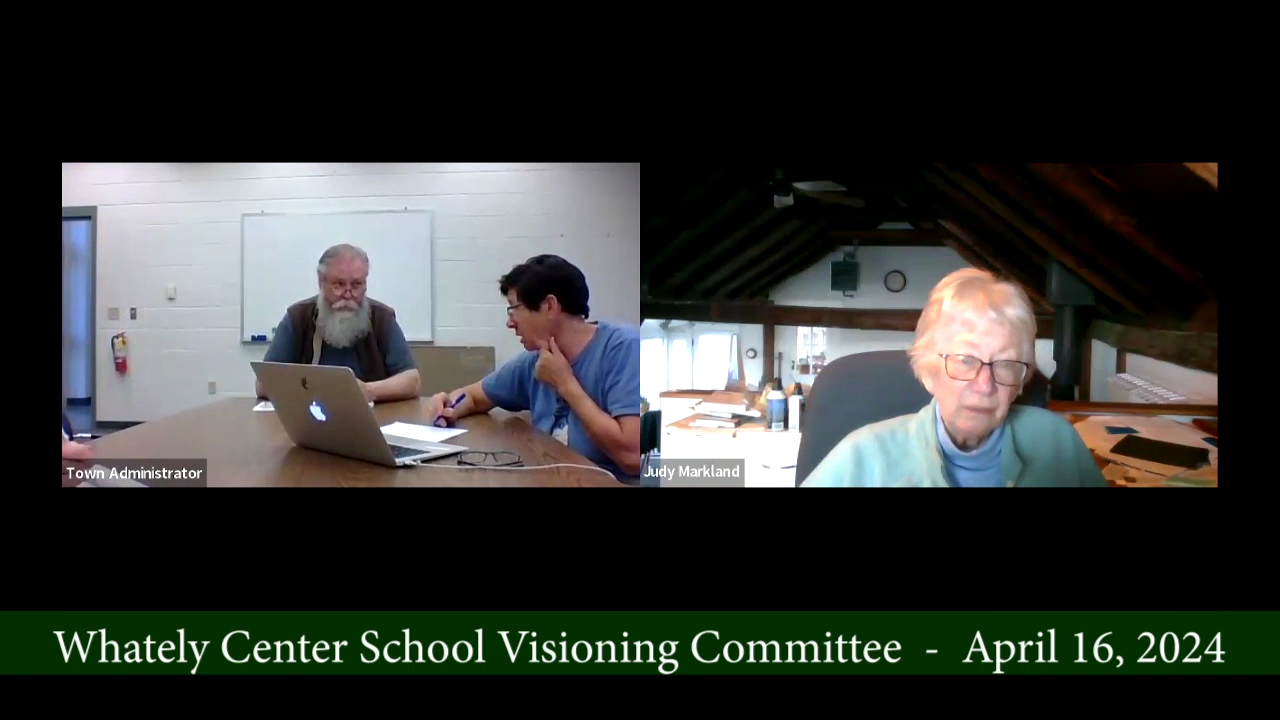 Town Administrator
Judy Markland
Whately Center School Visioning Committee - April 16, 2024